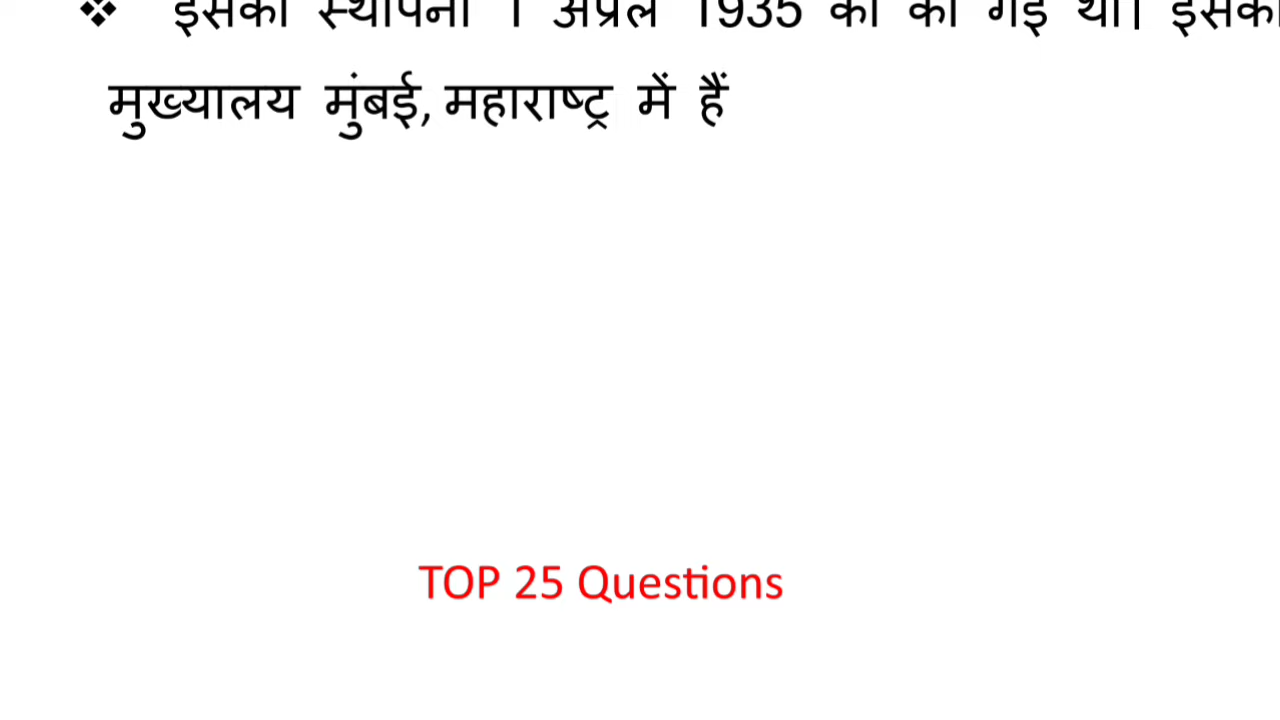 ❖ इसकी स्थापना 1 अप्रैल 1935 को की गई थी| इसका
मुख्यालय मुंबई, महाराष्ट्र में हैं
TOP 25 Questions